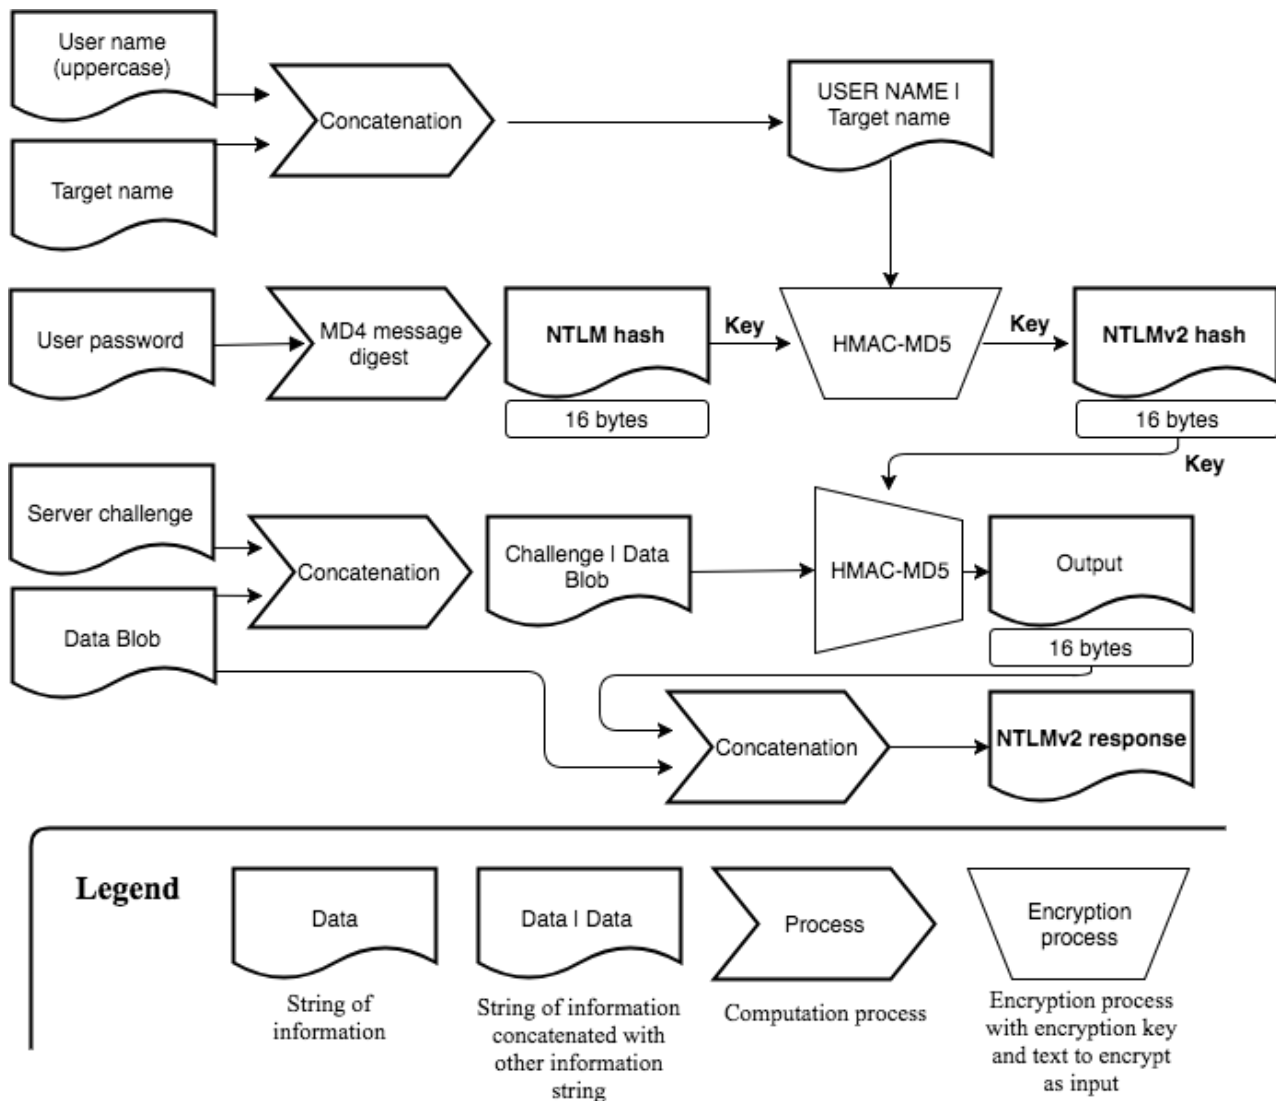 User name
(uppercase)
Concatenation
USER NAME |
Target name
Target name
User password
MD4 message
digest
NTLM hash
16 bytes
Key
HMAC-MD5
Key
NTLMv2 hash
16 bytes
Key
Server challenge
Data Blob
Concatenation
Challenge | Data
Blob
HMAC-MD5
Output
16 bytes
Concatenation
NTLMv2 response
Legend
Data
String of
information
Data | Data
String of information
concatenated with
other information
string
Process
Computation process
Encryption
process
Encryption process
with encryption key
and text to encrypt
as input